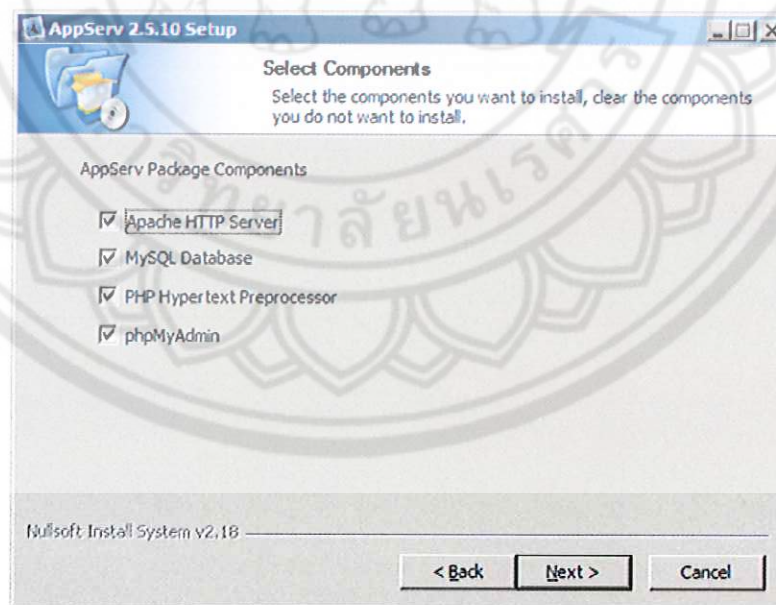 AppServ 2.5.10 Setup
Select Components
Select the components you want to install, clear the components
you do not want to install.
AppServ Package Components
Apache HTTP Server
MySQL Database
PHP Hypertext Preprocessor
phpMyAdmin
Nullsoft Install System v2.18
< Back
Next >
Cancel